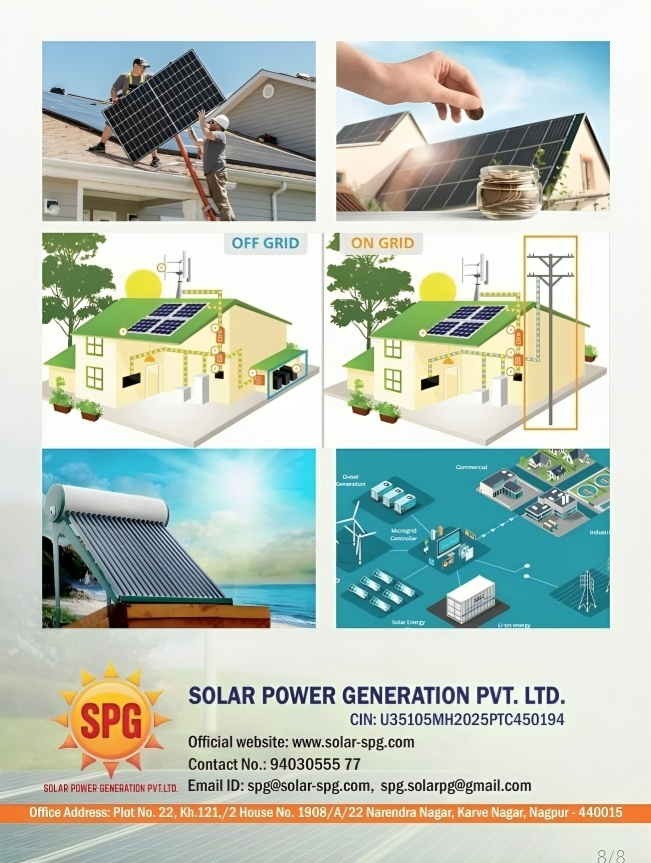 OFF GRID
ON GRID
Diesel
Generation
Commercial
Microgrid
Controller
Industri
Solar Energy
Li-on energy
SPG
SOLAR POWER GENERATION PVT.LTD.
SOLAR POWER GENERATION PVT. LTD.
CIN: U35105MH2025PTC450194
Official website: www.solar-spg.com
Contact No.: 94030555 77
Email ID: spg@solar-spg.com, spg.solarpg@gmail.com
Office Address: Plot No. 22, Kh.121,/2 House No. 1908/A/22 Narendra Nagar, Karve Nagar, Nagpur - 440015
8/8